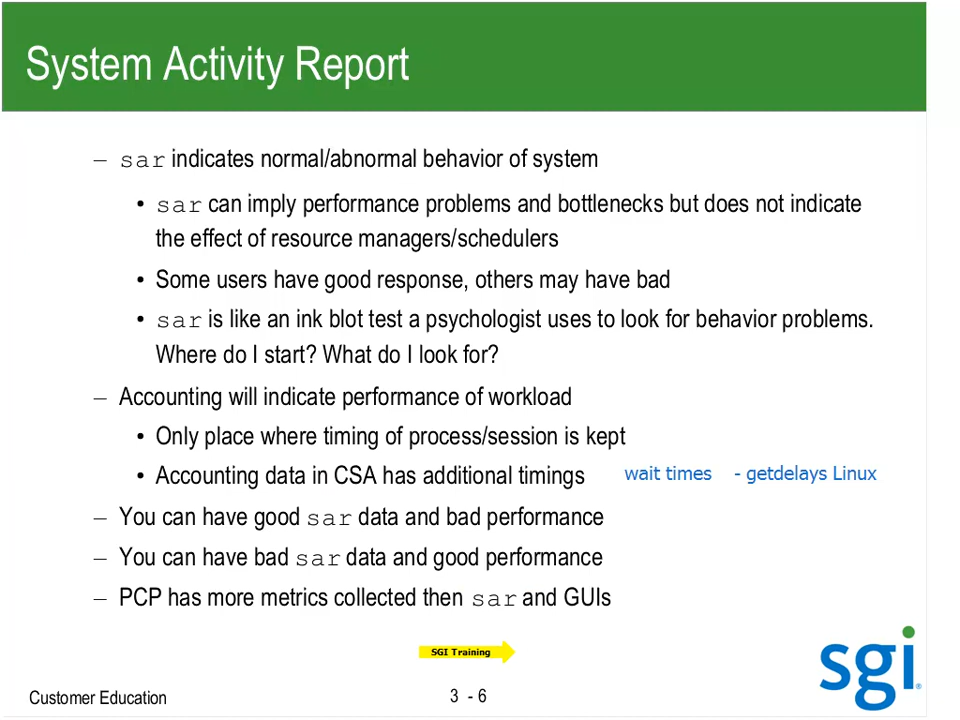 System Activity Report
– sar indicates normal/abnormal behavior of system
• sar can imply performance problems and bottlenecks but does not indicate
the effect of resource managers/schedulers
• Some users have good response, others may have bad
• sar is like an ink blot test a psychologist uses to look for behavior problems.
Where do I start? What do I look for?
– Accounting will indicate performance of workload
• Only place where timing of process/session is kept
• Accounting data in CSA has additional timings wait times - getdelays Linux
– You can have good sar data and bad performance
– You can have bad sar data and good performance
– PCP has more metrics collected then sar and GUIs
SGI Training
sgi®
Customer Education
3 - 6